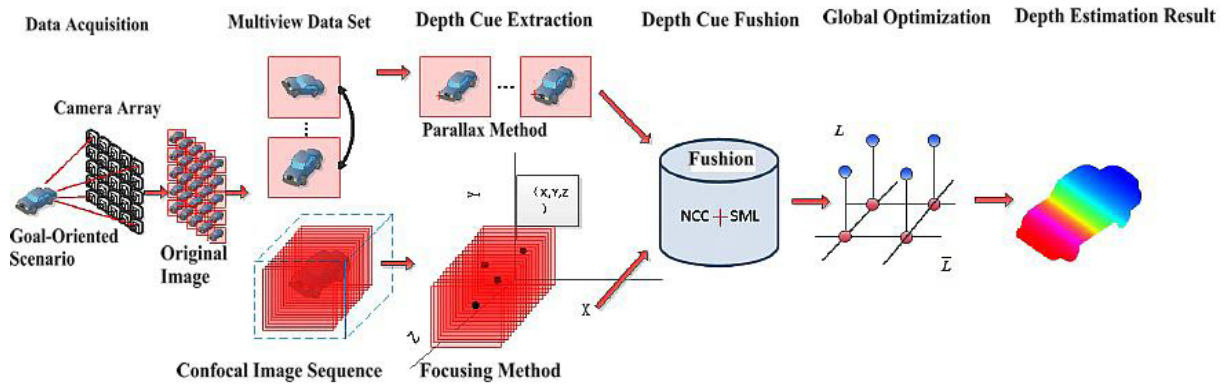 Data Acquisition
Multiview Data Set
Depth Cue Extraction
Depth Cue Fushion
Global Optimization
Depth Estimation Result
Camera Array
Parallax Method
Goal-Oriented
Scenario
Original
Image
Y
(X,Y,Z
)
X
Z
Fushion
NCC + SML
L
L̅
Confocal Image Sequence
Focusing Method